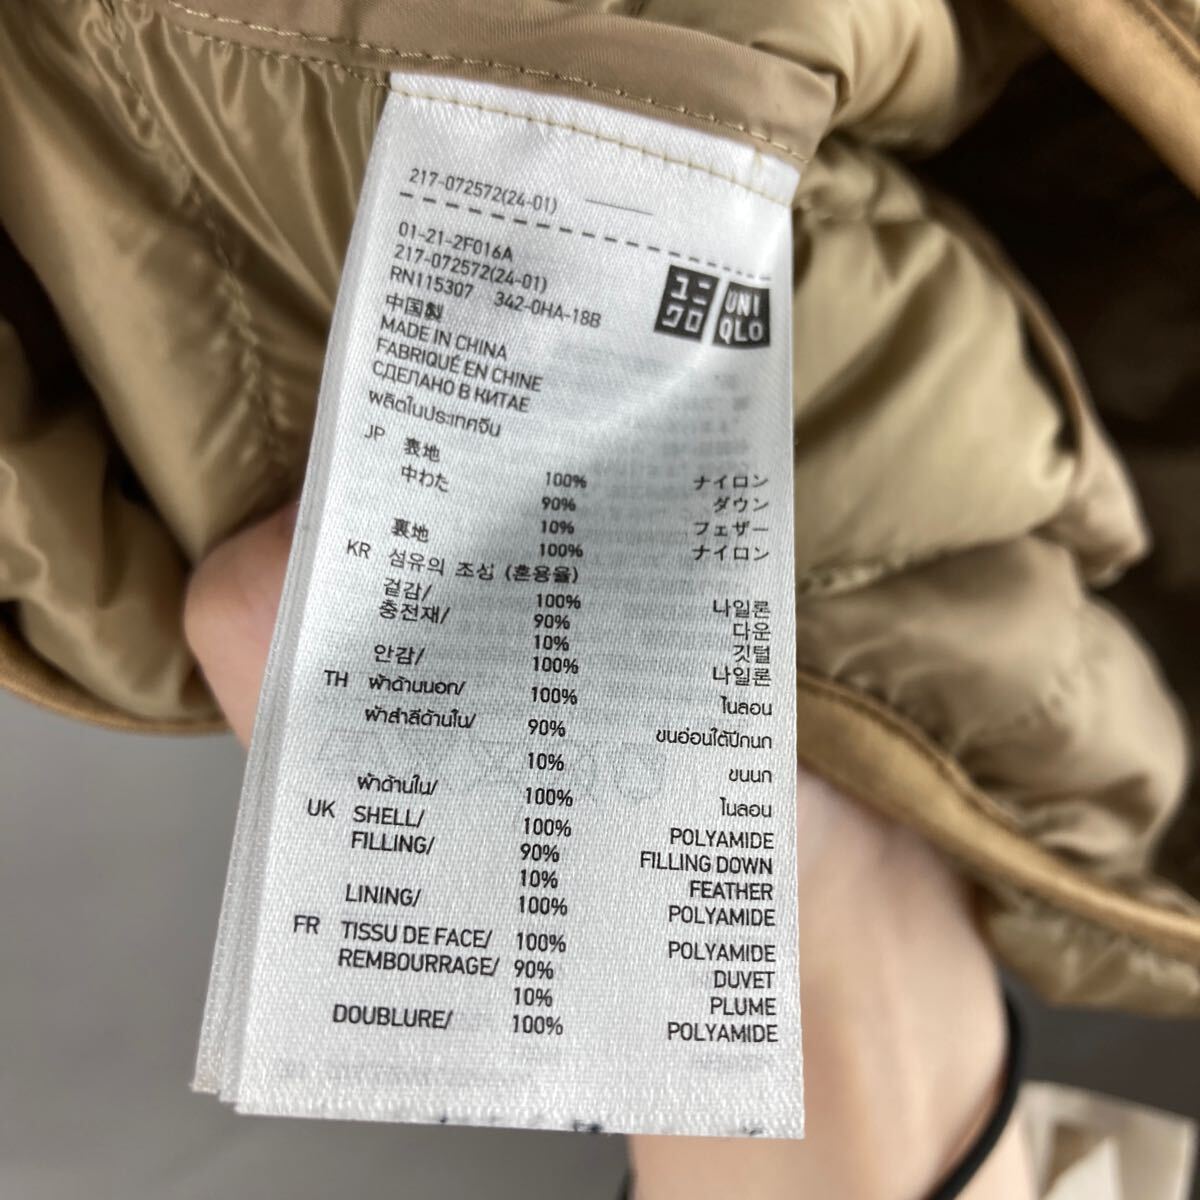 217-072572(24-01)
01-21-2F016A
217-072572(24-01)
RN115307 342-0HA-18B
ユニクロ
UNIQLO
中国製
MADE IN CHINA
FABRIQUÉ EN CHINE
СДЕЛАНО В КИТАЕ
ผลิตในประเทศจีน
JP 表地 100% ナイロン
中わた 90% ダウン
10% フェザー
裏地 100% ナイロン
KR 섬유의 조성 (혼용율)
겉감/ 100% 나일론
충전재/ 90% 다운
10% 깃털
안감/ 100% 나일론
TH ผ้าด้านนอก/ 100% ไนลอน
ผ้าสำลีด้านใน/ 90% ขนอ่อนใต้ปีกนก
10% ขนนก
ผ้าด้านใน/ 100% ไนลอน
UK SHELL/ 100% POLYAMIDE
FILLING/ 90% FILLING DOWN
10% FEATHER
LINING/ 100% POLYAMIDE
FR TISSU DE FACE/ 100% POLYAMIDE
REMBOURRAGE/ 90% DUVET
10% PLUME
DOUBLURE/ 100% POLYAMIDE